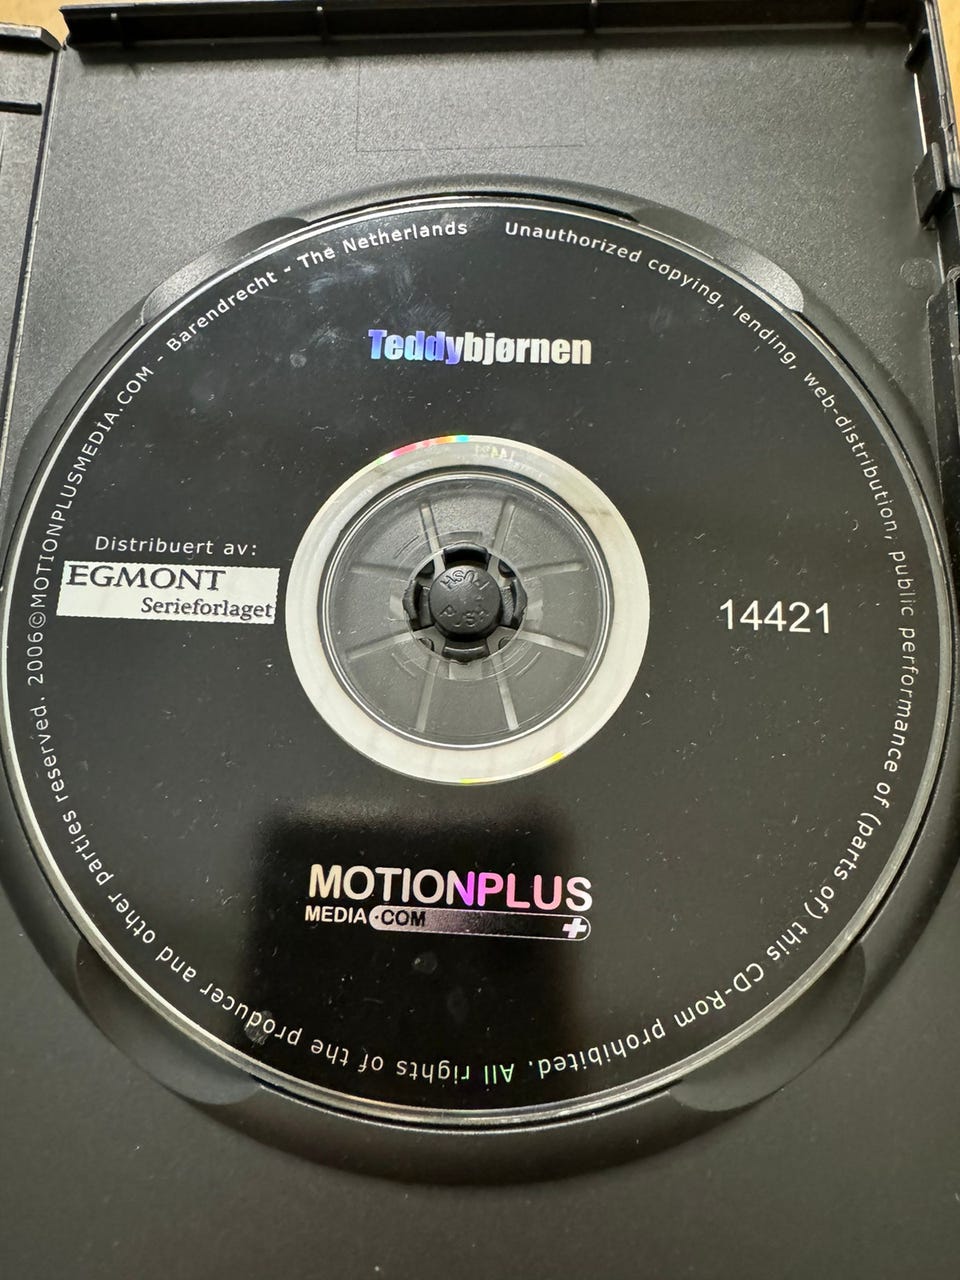 Teddybjørnen
Distribuert av:
EGMONT
Serieforlaget
14421
MOTIONPLUS
MEDIA.COM
Unauthorized copying, lending, web-distribution, public performance of (parts of) this CD-Rom prohibited. All rights of the producer and other parties reserved. 2006©MOTIONPLUSMEDIA.COM - Barendrecht - The Netherlands
PUSH
PUSH
14421